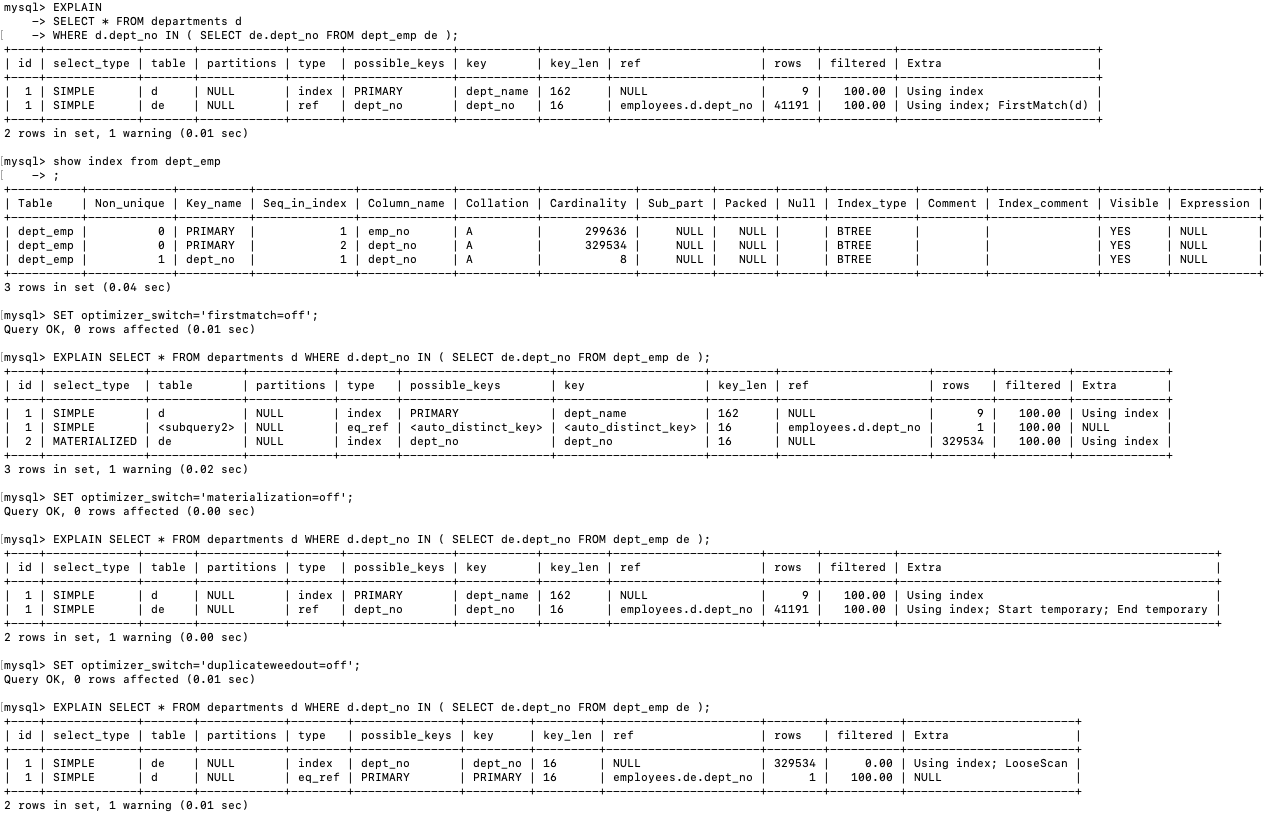 mysql> EXPLAIN
    -> SELECT * FROM departments d
[    -> WHERE d.dept_no IN ( SELECT de.dept_no FROM dept_emp de );
| id | select_type | table | partitions | type  | possible_keys | key       | key_len | ref                 | rows  | filtered | Extra                      |
|  1 | SIMPLE      | d     | NULL       | index | PRIMARY       | dept_name | 162     | NULL                |     9 |   100.00 | Using index                |
|  1 | SIMPLE      | de    | NULL       | ref   | dept_no       | dept_no   | 16      | employees.d.dept_no | 41191 |   100.00 | Using index; FirstMatch(d) |
2 rows in set, 1 warning (0.01 sec)
[mysql> show index from dept_emp
[    -> ;
| Table    | Non_unique | Key_name | Seq_in_index | Column_name | Collation | Cardinality | Sub_part | Packed | Null | Index_type | Comment | Index_comment | Visible | Expression |
| dept_emp |          0 | PRIMARY  |            1 | emp_no      | A         |      299636 |     NULL |   NULL |      | BTREE      |         |               | YES     | NULL       |
| dept_emp |          0 | PRIMARY  |            2 | dept_no     | A         |      329534 |     NULL |   NULL |      | BTREE      |         |               | YES     | NULL       |
| dept_emp |          1 | dept_no  |            1 | dept_no     | A         |           8 |     NULL |   NULL |      | BTREE      |         |               | YES     | NULL       |
3 rows in set (0.04 sec)
[mysql> SET optimizer_switch='firstmatch=off';
Query OK, 0 rows affected (0.01 sec)
[mysql> EXPLAIN SELECT * FROM departments d WHERE d.dept_no IN ( SELECT de.dept_no FROM dept_emp de );
| id | select_type  | table       | partitions | type   | possible_keys       | key                 | key_len | ref                 | rows   | filtered | Extra       |
|  1 | SIMPLE       | d           | NULL       | index  | PRIMARY             | dept_name           | 162     | NULL                |      9 |   100.00 | Using index |
|  1 | SIMPLE       | <subquery2> | NULL       | eq_ref | <auto_distinct_key> | <auto_distinct_key> | 16      | employees.d.dept_no |      1 |   100.00 | NULL        |
|  2 | MATERIALIZED | de          | NULL       | index  | dept_no             | dept_no             | 16      | NULL                | 329534 |   100.00 | Using index |
3 rows in set, 1 warning (0.02 sec)
[mysql> SET optimizer_switch='materialization=off';
Query OK, 0 rows affected (0.00 sec)
[mysql> EXPLAIN SELECT * FROM departments d WHERE d.dept_no IN ( SELECT de.dept_no FROM dept_emp de );
| id | select_type | table | partitions | type  | possible_keys | key       | key_len | ref                 | rows  | filtered | Extra                                      |
|  1 | SIMPLE      | d     | NULL       | index | PRIMARY       | dept_name | 162     | NULL                |     9 |   100.00 | Using index                                |
|  1 | SIMPLE      | de    | NULL       | ref   | dept_no       | dept_no   | 16      | employees.d.dept_no | 41191 |   100.00 | Using index; Start temporary; End temporary |
2 rows in set, 1 warning (0.00 sec)
[mysql> SET optimizer_switch='duplicateweedout=off';
Query OK, 0 rows affected (0.01 sec)
[mysql> EXPLAIN SELECT * FROM departments d WHERE d.dept_no IN ( SELECT de.dept_no FROM dept_emp de );
| id | select_type | table | partitions | type   | possible_keys | key     | key_len | ref                  | rows   | filtered | Extra                  |
|  1 | SIMPLE      | de    | NULL       | index  | dept_no       | dept_no | 16      | NULL                 | 329534 |     0.00 | Using index; LooseScan |
|  1 | SIMPLE      | d     | NULL       | eq_ref | PRIMARY       | PRIMARY | 16      | employees.de.dept_no |      1 |   100.00 | NULL                   |
2 rows in set, 1 warning (0.01 sec)